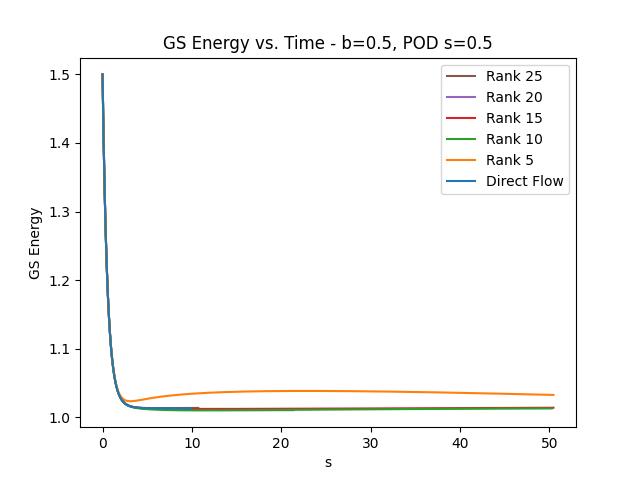 GS Energy vs. Time - b=0.5, POD s=0.5
GS Energy
1.5
1.4
1.3
1.2
1.1
1.0
Rank 25
Rank 20
Rank 15
Rank 10
Rank 5
Direct Flow
0 10 20 30 40 50
s